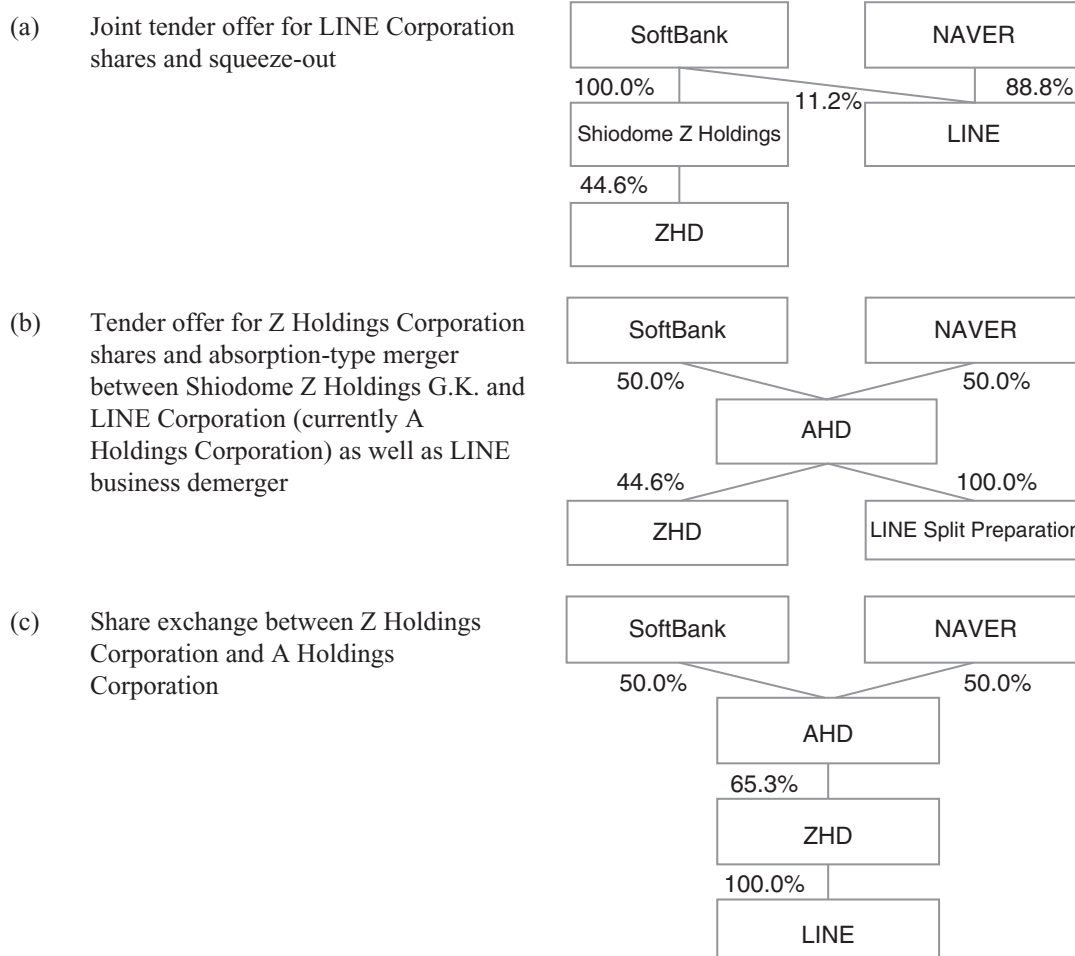 (a) Joint tender offer for LINE Corporation
shares and squeeze-out
SoftBank NAVER
100.0% 11.2% 88.8%
Shiodome Z Holdings LINE
44.6%
ZHD
(b) Tender offer for Z Holdings Corporation
shares and absorption-type merger
between Shiodome Z Holdings G.K. and
LINE Corporation (currently A
Holdings Corporation) as well as LINE
business demerger
SoftBank NAVER
50.0% 50.0%
AHD
44.6% 100.0%
ZHD LINE Split Preparation
(c) Share exchange between Z Holdings
Corporation and A Holdings
Corporation
SoftBank NAVER
50.0% 50.0%
AHD
65.3%
ZHD
100.0%
LINE